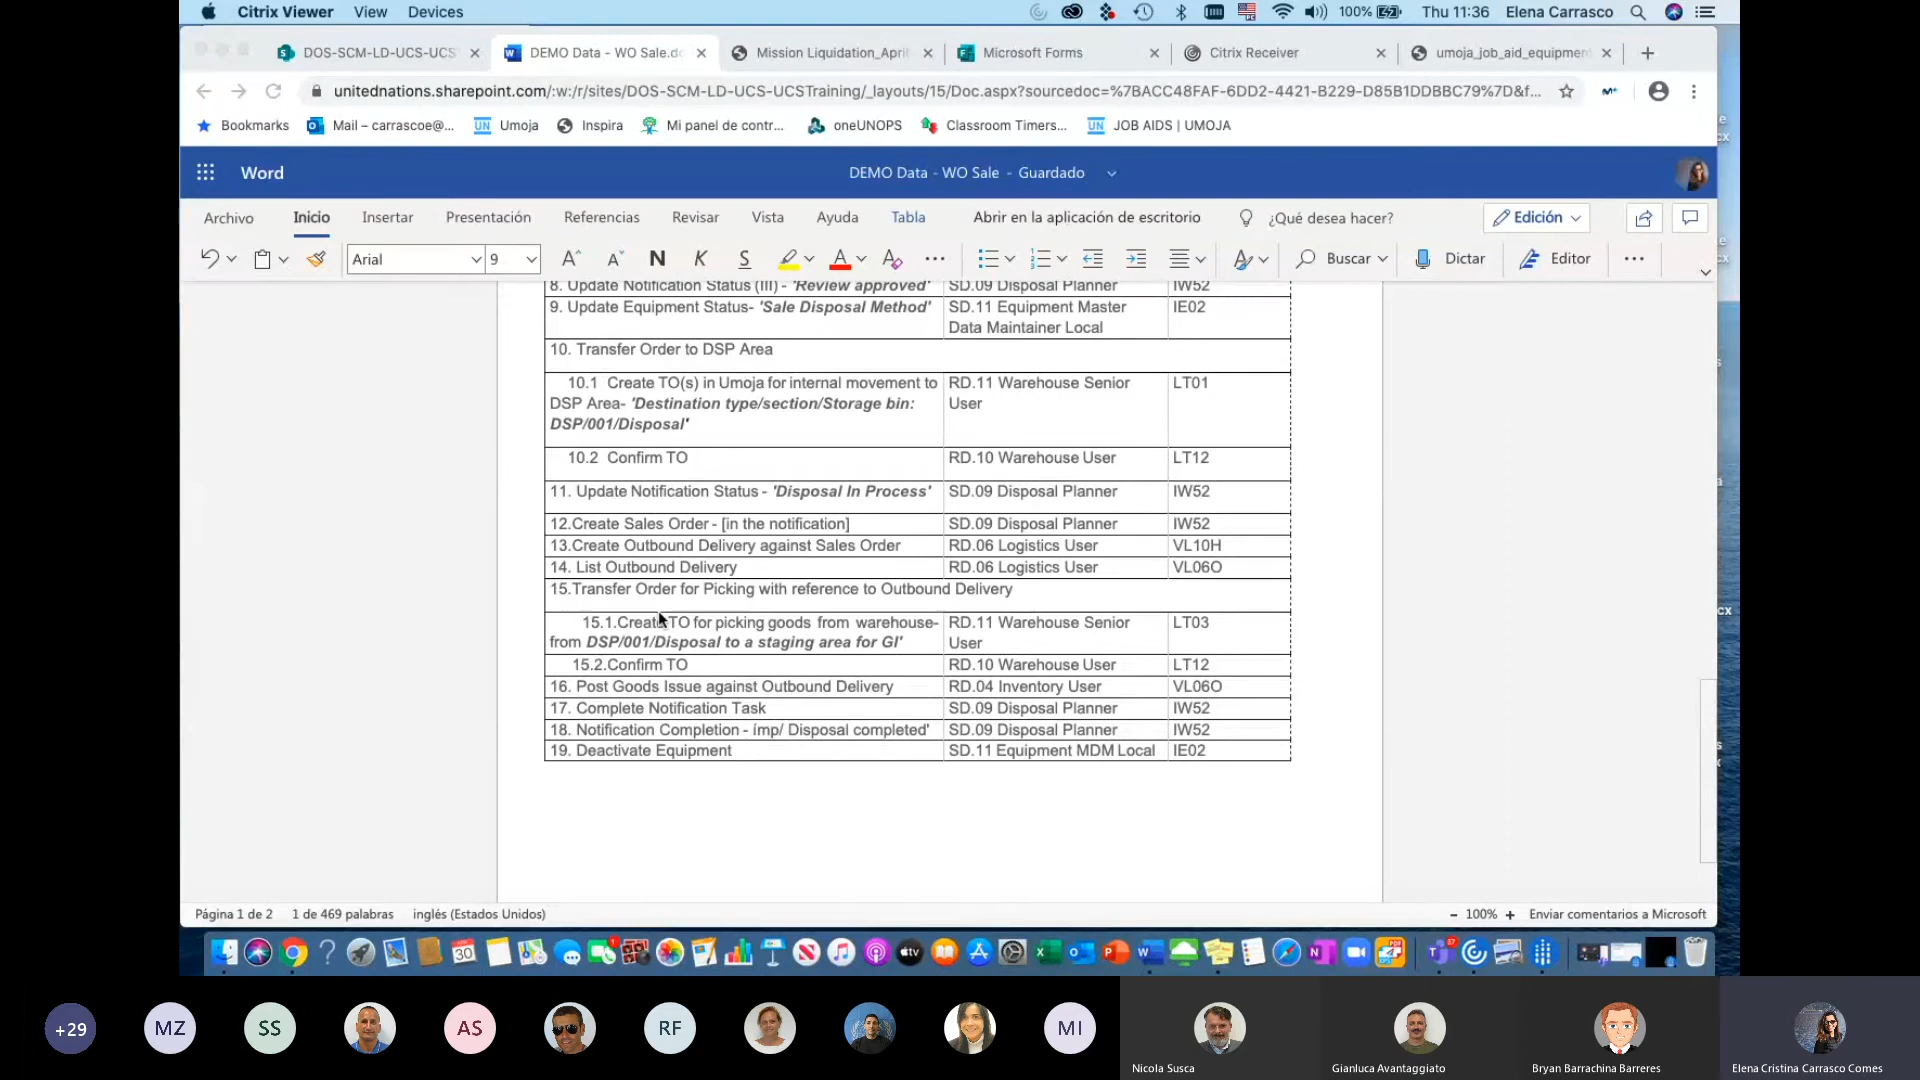 Citrix Viewer View Devices 100% Thu 11:36 Elena Carrasco
DOS-SCM-LD-UCS-UCS DEMO Data - WO Sale.do Mission Liquidation_April Microsoft Forms Citrix Receiver umoja_job_aid_equipment
unitednations.sharepoint.com/:w:/r/sites/DOS-SCM-LD-UCS-UCSTraining/_layouts/15/Doc.aspx?sourcedoc=%7BACC48FAF-6DD2-4421-B229-D85B1DDBBC79%7D&f...
Bookmarks Mail – carrascoe@... UN Umoja Inspira Mi panel de contr... oneUNOPS Classroom Timers... UN JOB AIDS | UMOJA
Word DEMO Data - WO Sale - Guardado
Archivo Inicio Insertar Presentación Referencias Revisar Vista Ayuda Tabla Abrir en la aplicación de escritorio ¿Qué desea hacer? Edición
Arial 9 N K S Buscar Dictar Editor
8. Update Notification Status (III) - 'Review approved' SD.09 Disposal Planner IW52
9. Update Equipment Status- 'Sale Disposal Method' SD.11 Equipment Master IE02
Data Maintainer Local
10. Transfer Order to DSP Area
10.1 Create TO(s) in Umoja for internal movement to RD.11 Warehouse Senior LT01
DSP Area- 'Destination type/section/Storage bin: User
DSP/001/Disposal'
10.2 Confirm TO RD.10 Warehouse User LT12
11. Update Notification Status - 'Disposal In Process' SD.09 Disposal Planner IW52
12.Create Sales Order - [in the notification] SD.09 Disposal Planner IW52
13.Create Outbound Delivery against Sales Order RD.06 Logistics User VL10H
14. List Outbound Delivery RD.06 Logistics User VL06O
15.Transfer Order for Picking with reference to Outbound Delivery
15.1.Create TO for picking goods from warehouse- RD.11 Warehouse Senior LT03
from DSP/001/Disposal to a staging area for GI' User
15.2.Confirm TO RD.10 Warehouse User LT12
16. Post Goods Issue against Outbound Delivery RD.04 Inventory User VL06O
17. Complete Notification Task SD.09 Disposal Planner IW52
18. Notification Completion - ímp/ Disposal completed' SD.09 Disposal Planner IW52
19. Deactivate Equipment SD.11 Equipment MDM Local IE02
Página 1 de 2 1 de 469 palabras inglés (Estados Unidos) - 100% + Enviar comentarios a Microsoft
+29 MZ SS AS RF MI
Nicola Susca Gianluca Avantaggiato Bryan Barrachina Barreres Elena Cristina Carrasco Comes